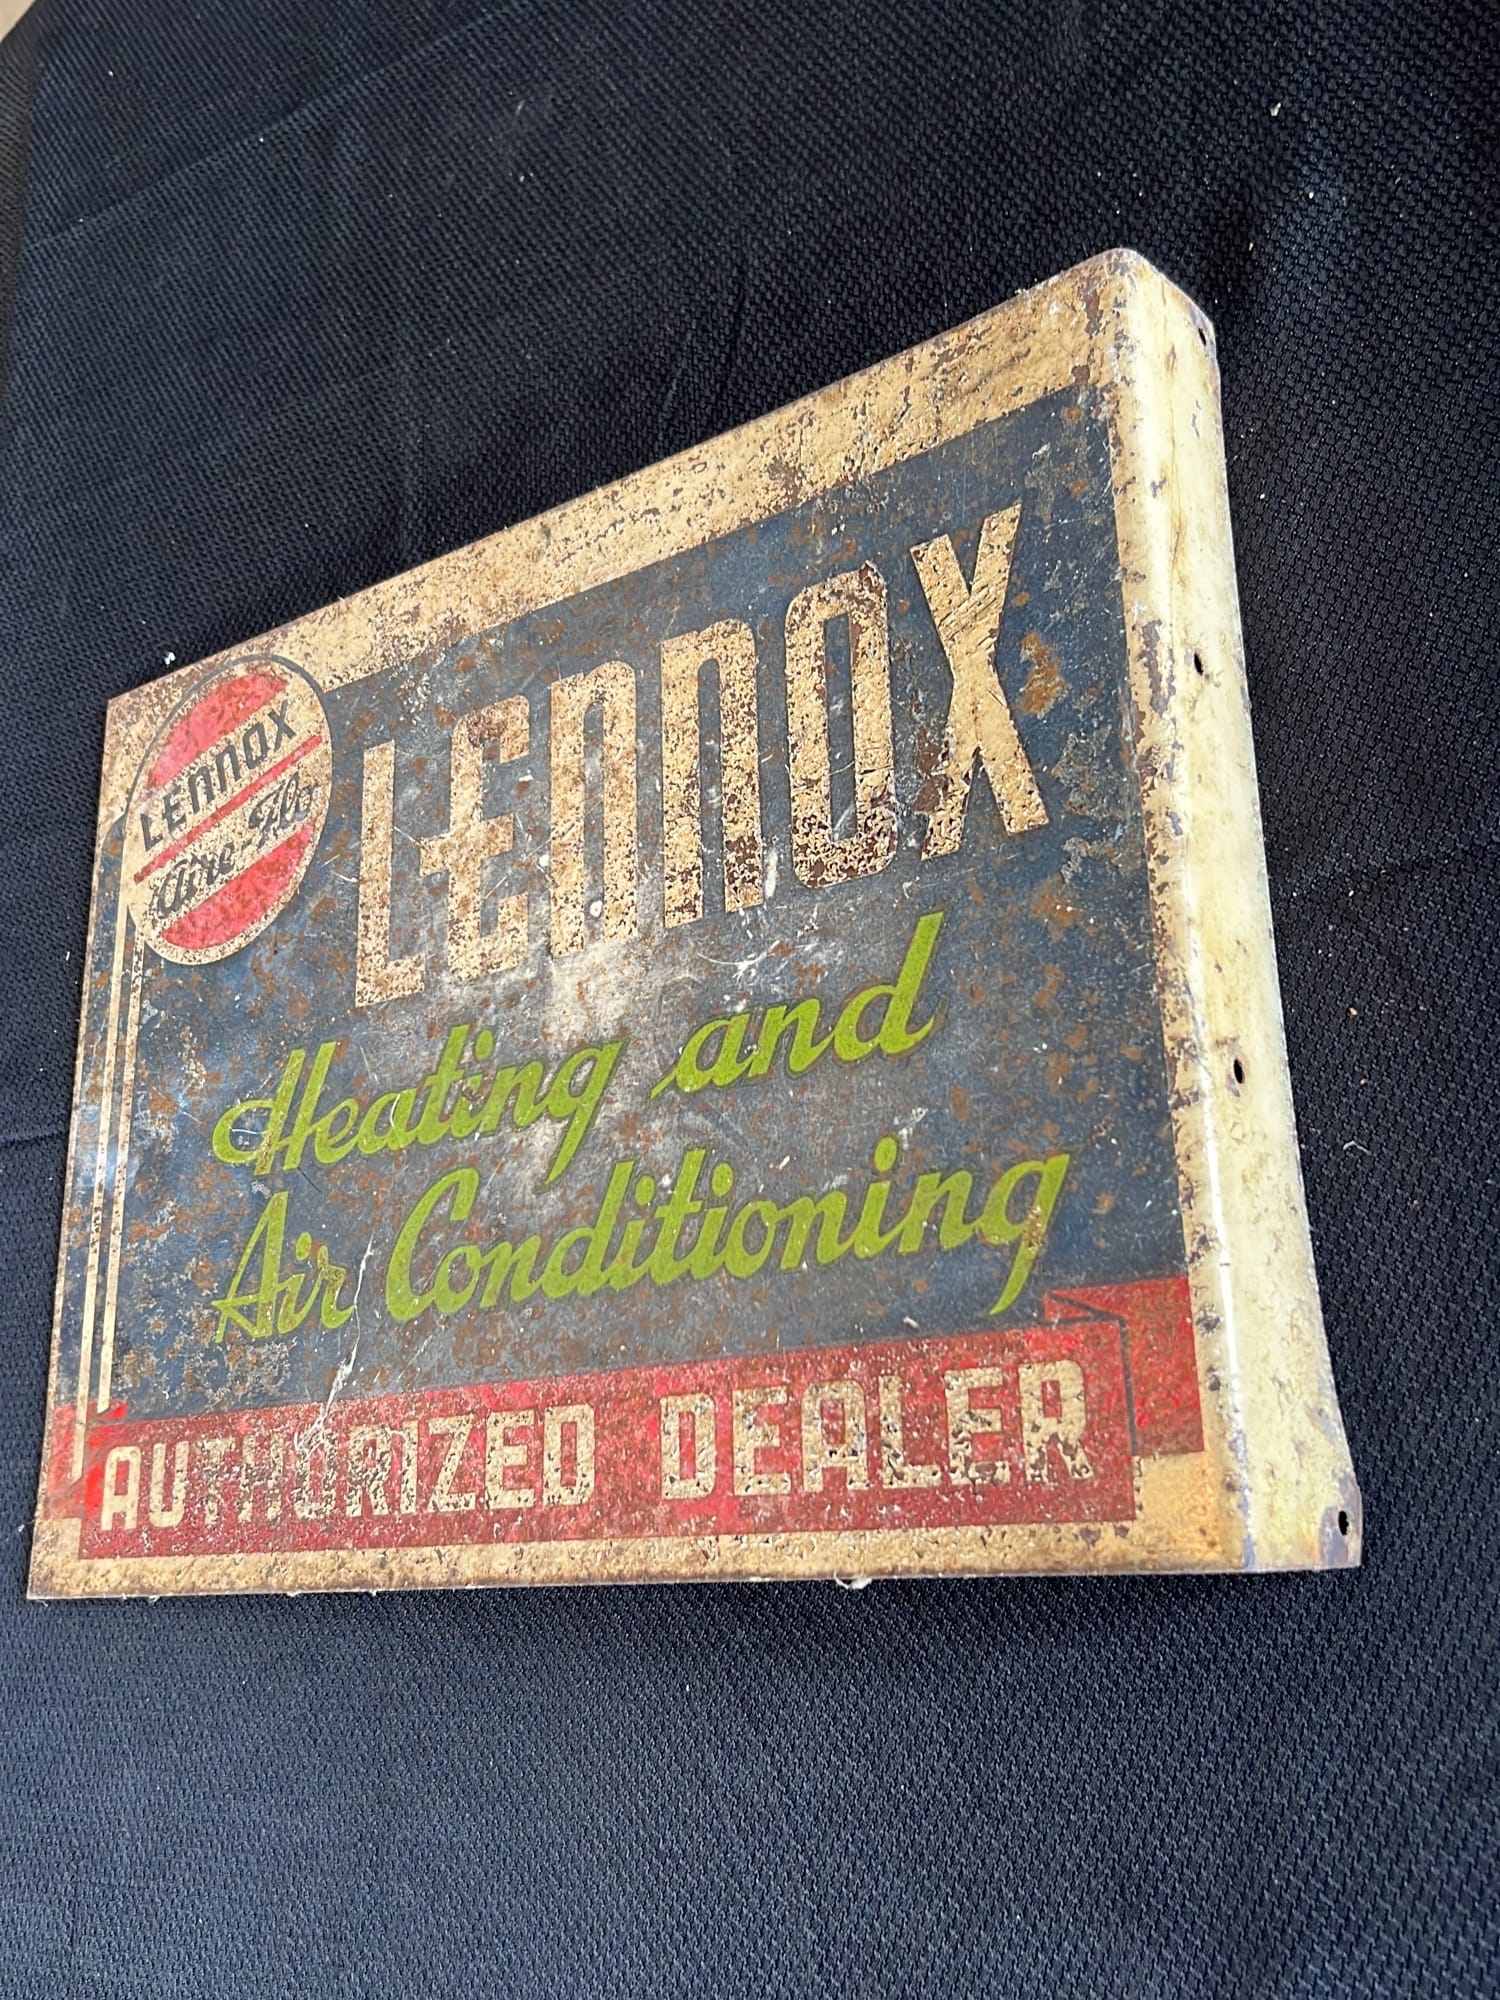 LENNOX
Aire-Flo
LENNOX
Heating and
Air Conditioning
AUTHORIZED DEALER